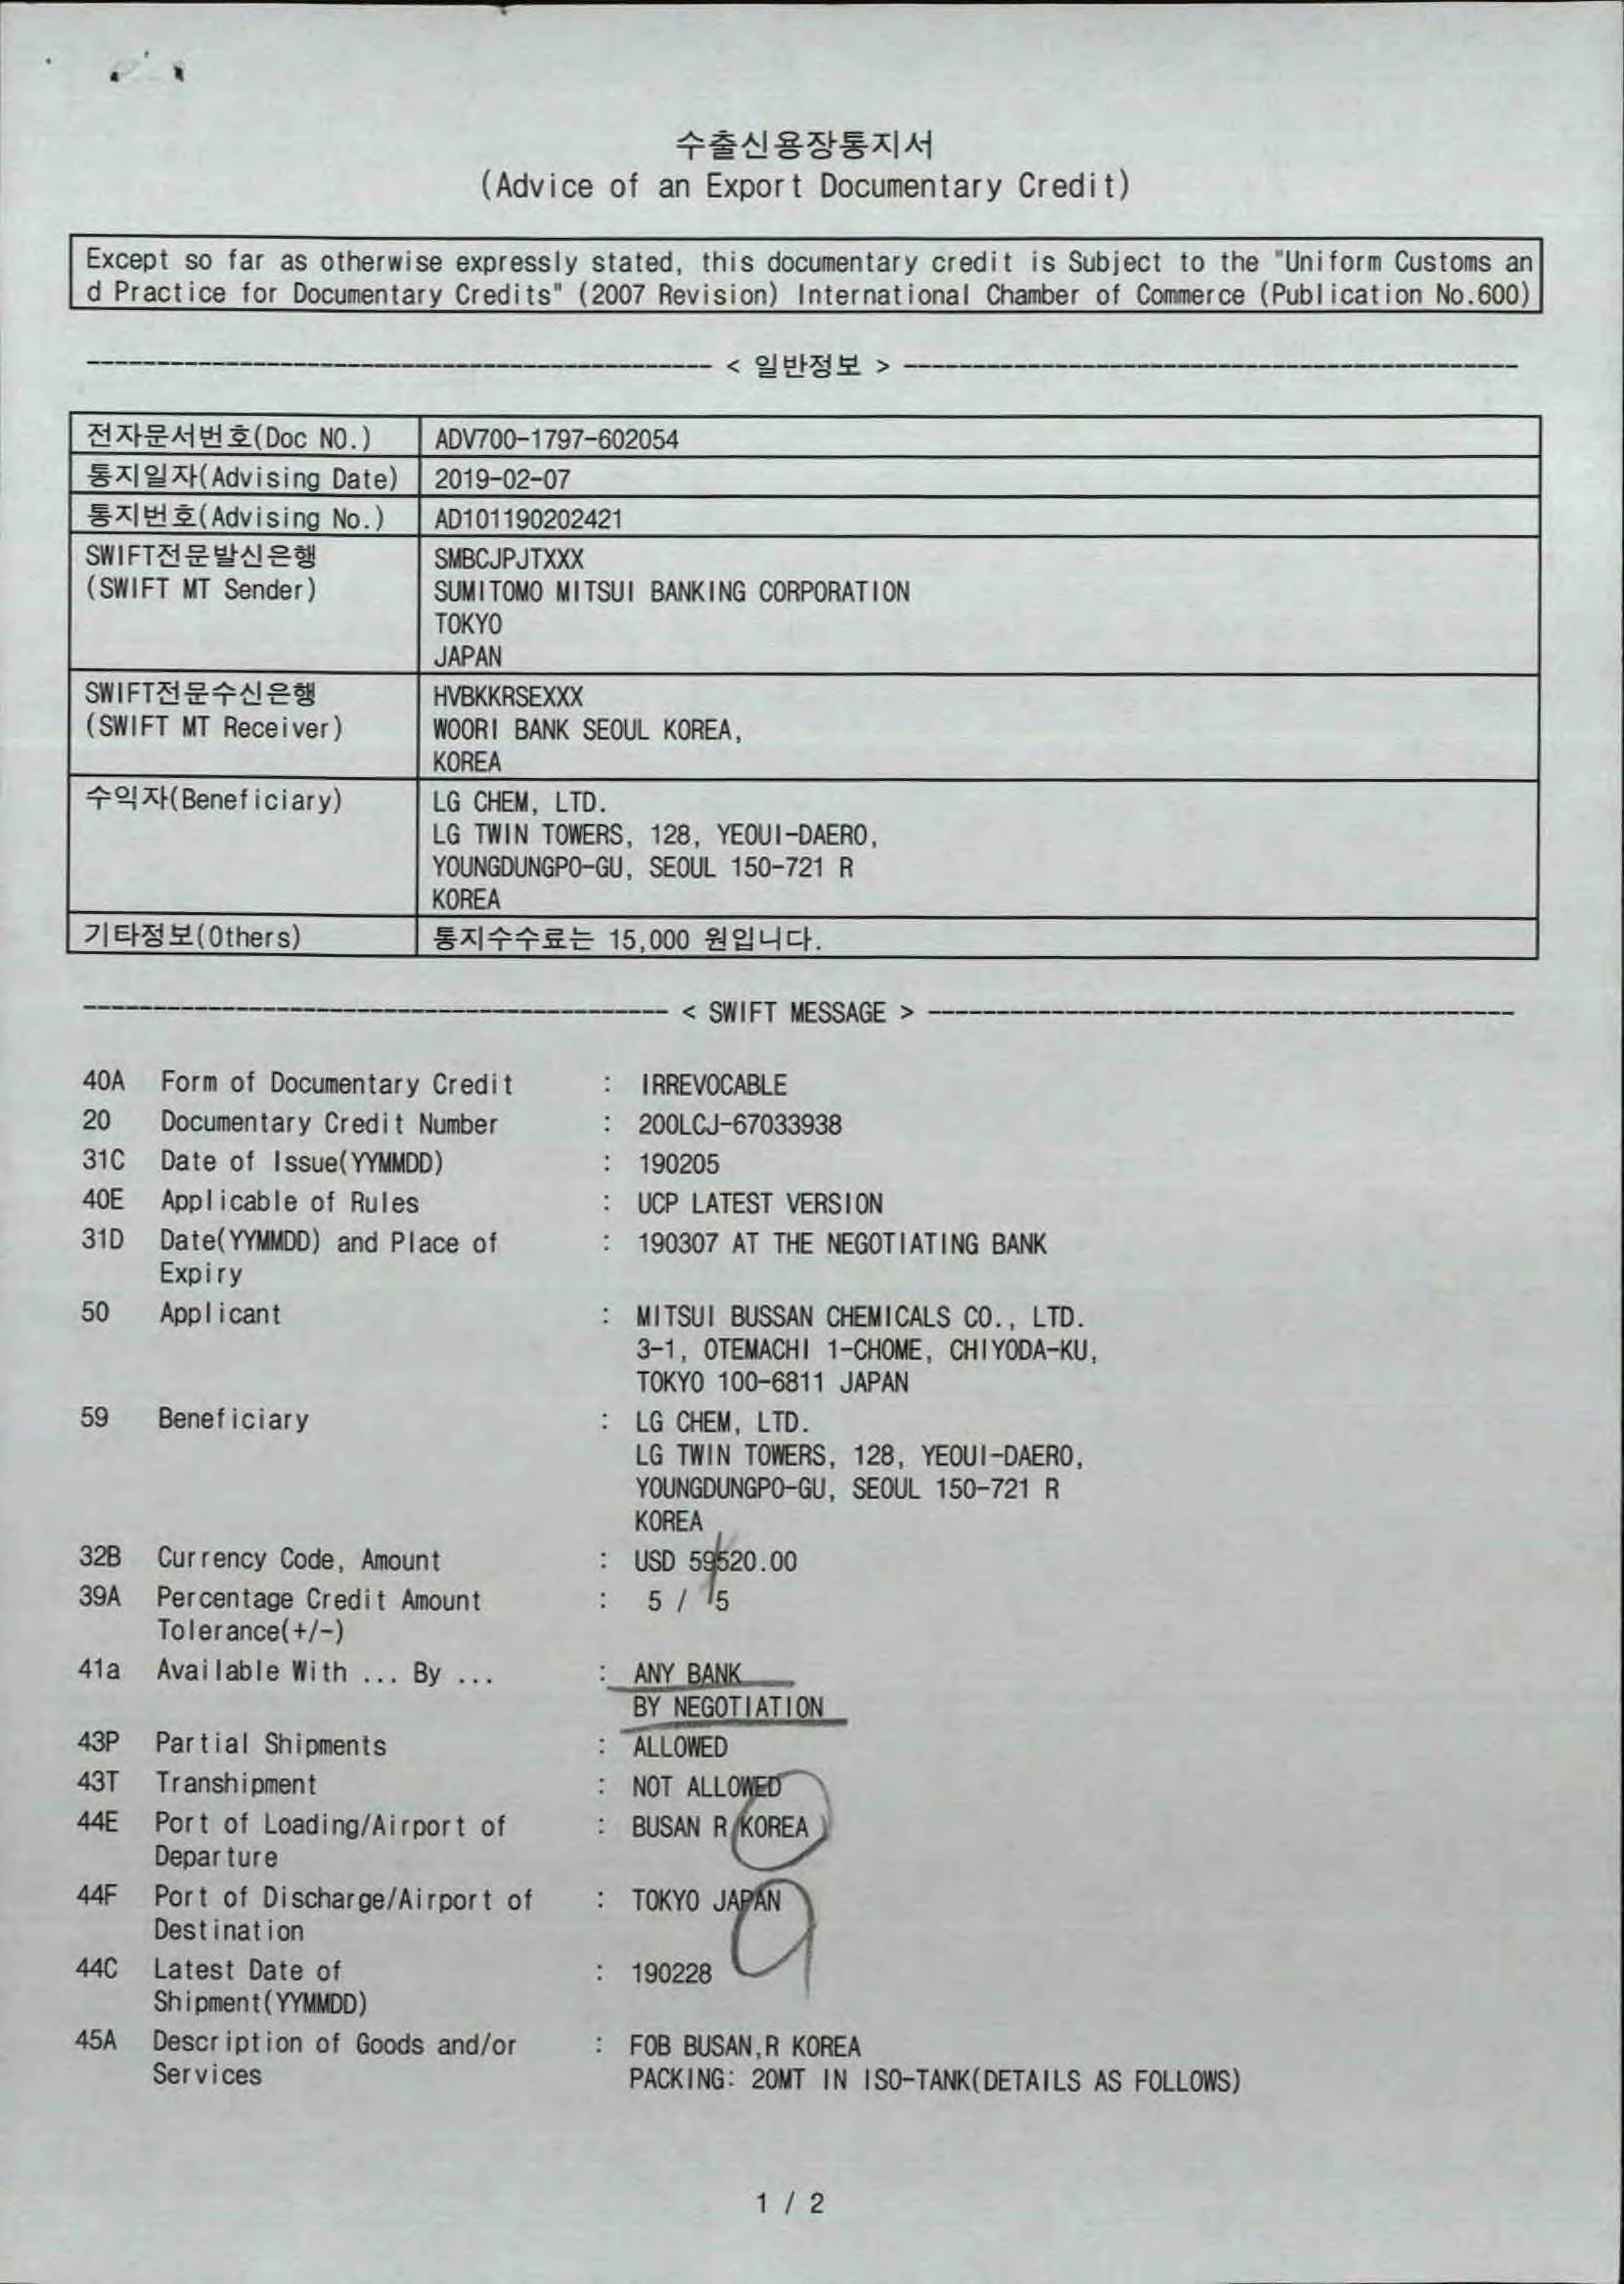 수출신용장통지서
(Advice of an Export Documentary Credit)
Except so far as otherwise expressly stated, this documentary credit is Subject to the "Uniform Customs an
d Practice for Documentary Credits" (2007 Revision) International Chamber of Commerce (Publication No.600)
< 일반정보 >
전자문서번호(Doc NO.) ADV700-1797-602054
통지일자(Advising Date) 2019-02-07
통지번호(Advising No.) AD101190202421
SWIFT전문발신은행 SMBCJPJTXXX
(SWIFT MT Sender) SUMITOMO MITSUI BANKING CORPORATION
TOKYO
JAPAN
SWIFT전문수신은행 HVBKKRSEXXX
(SWIFT MT Receiver) WOORI BANK SEOUL KOREA,
KOREA
수익자(Beneficiary) LG CHEM, LTD.
LG TWIN TOWERS, 128, YEOUI-DAERO,
YOUNGDUNGPO-GU, SEOUL 150-721 R
KOREA
기타정보(Others) 통지수수료는 15,000 원입니다.
< SWIFT MESSAGE >
40A Form of Documentary Credit : IRREVOCABLE
20 Documentary Credit Number : 200LCJ-67033938
31C Date of Issue(YYMMDD) : 190205
40E Applicable of Rules : UCP LATEST VERSION
31D Date(YYMMDD) and Place of : 190307 AT THE NEGOTIATING BANK
Expiry
50 Applicant : MITSUI BUSSAN CHEMICALS CO., LTD.
3-1, OTEMACHI 1-CHOME, CHIYODA-KU,
TOKYO 100-6811 JAPAN
59 Beneficiary : LG CHEM, LTD.
LG TWIN TOWERS, 128, YEOUI-DAERO,
YOUNGDUNGPO-GU, SEOUL 150-721 R
KOREA
32B Currency Code, Amount : USD 59520.00
39A Percentage Credit Amount : 5 / 5
Tolerance(+/-)
41a Available With ... By ... : ANY BANK
BY NEGOTIATION
43P Partial Shipments : ALLOWED
43T Transhipment : NOT ALLOWED
44E Port of Loading/Airport of : BUSAN R KOREA
Departure
44F Port of Discharge/Airport of : TOKYO JAPAN
Destination
44C Latest Date of : 190228
Shipment(YYMMDD)
45A Description of Goods and/or : FOB BUSAN,R KOREA
Services PACKING: 20MT IN ISO-TANK(DETAILS AS FOLLOWS)
1 / 2